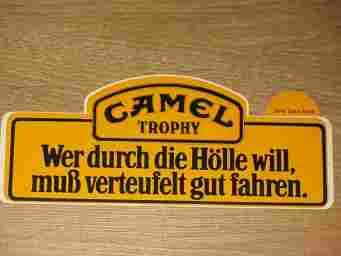 CAMEL
TROPHY
Wer durch die Hölle will,
muß verteufelt gut fahren.